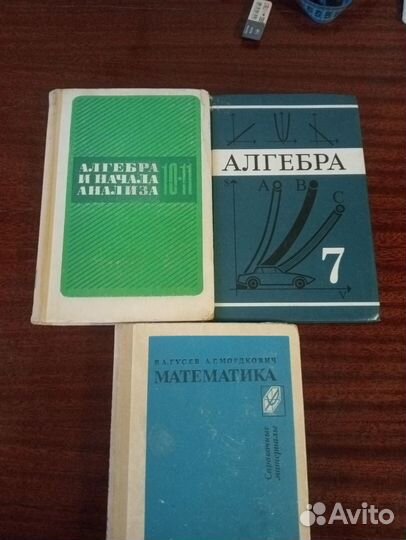 АЛГЕБРА
И НАЧАЛА
АНАЛИЗА
10-11
АЛГЕБРА
S
A
B
C
7
V
В.А.ГУСЕВ А.Г.МОРДКОВИЧ
МАТЕМАТИКА
Справочные
материалы
Avito